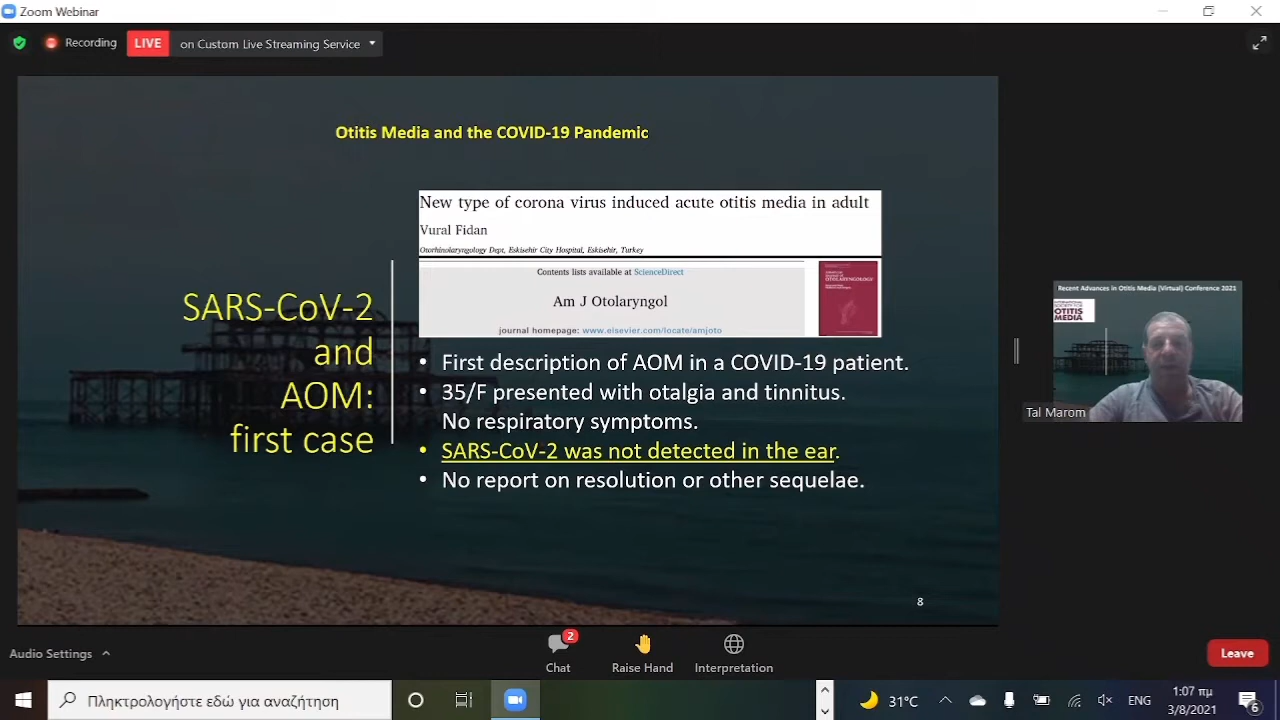 Zoom Webinar
Recording
LIVE
on Custom Live Streaming Service
Otitis Media and the COVID-19 Pandemic
New type of corona virus induced acute otitis media in adult
Vural Fidan
Otorhinolaryngology Dept, Eskisehir City Hospital, Eskisehir, Turkey
Contents lists available at ScienceDirect
Am J Otolaryngol
journal homepage: www.elsevier.com/locate/amjoto
OTOLARYNGOLOGY
SARS-CoV-2
and
AOM:
first case
• First description of AOM in a COVID-19 patient.
• 35/F presented with otalgia and tinnitus.
No respiratory symptoms.
• SARS-CoV-2 was not detected in the ear.
• No report on resolution or other sequelae.
8
Recent Advances in Otitis Media (Virtual) Conference 2021
INTERNATIONAL
SOCIETY FOR
OTITIS
MEDIA
Tal Marom
Audio Settings
2
Chat
Raise Hand
Interpretation
Leave
Πληκτρολογήστε εδώ για αναζήτηση
31°C
ENG
1:07 πμ
3/8/2021
6